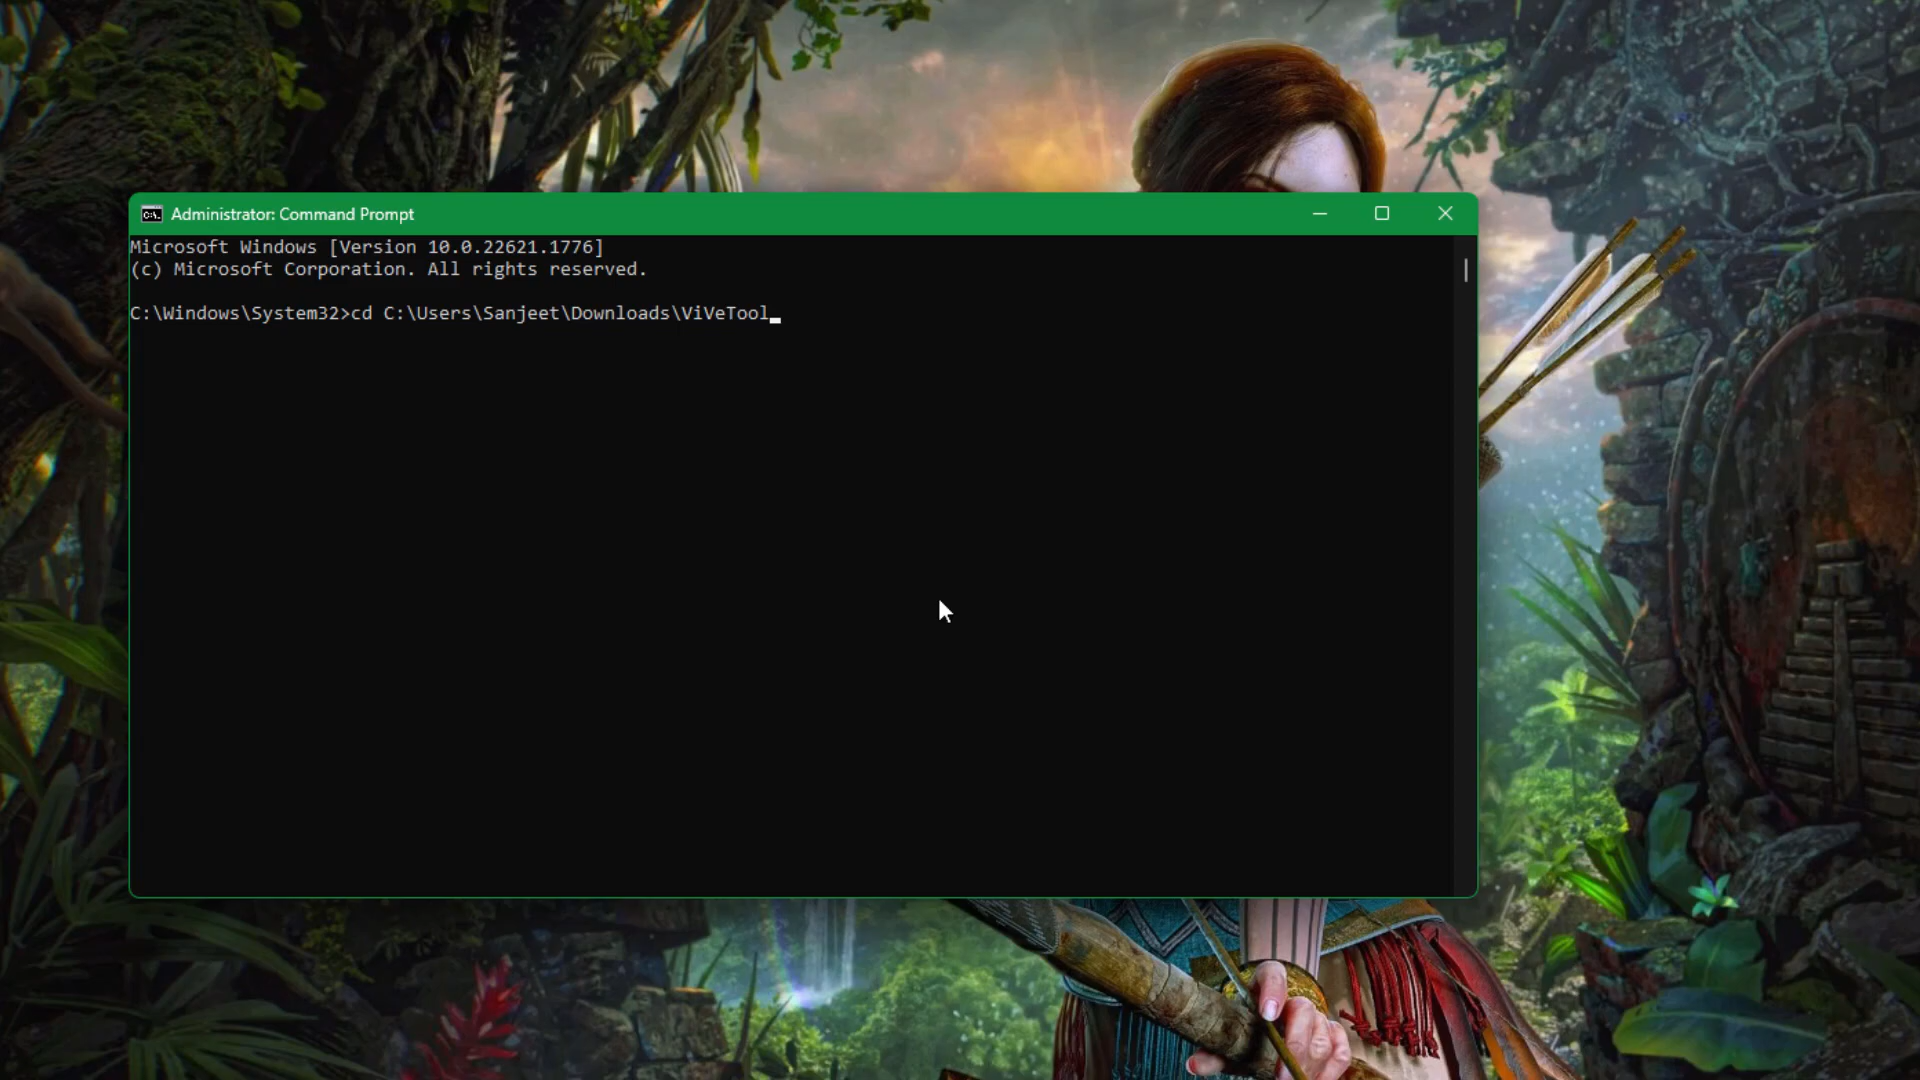 Administrator: Command Prompt
Microsoft Windows [Version 10.0.22621.1776]
(c) Microsoft Corporation. All rights reserved.
C:\Windows\System32>cd C:\Users\Sanjeet\Downloads\ViVeTool